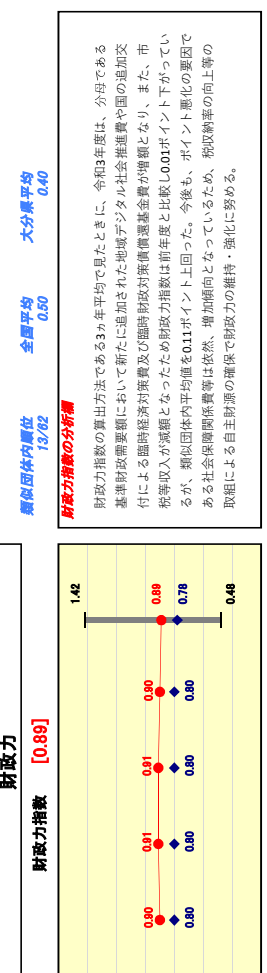 財政力
財政力指数 [0.89]
類似団体内順位
13/62
全国平均
0.50
大分県平均
0.40
1.42
0.90
0.91
0.91
0.90
0.89
0.80
0.80
0.80
0.80
0.78
0.48
財政力指数の分析欄
財政力指数の算出方法である3ヵ年平均で見たときに、令和3年度は、分母である
基準財政需要額において新たに追加された地域デジタル社会推進費や国の追加交
付による臨時経済対策費及び臨時財政対策債償還基金費が増額となり、また、市
税等収入が減額となったため財政力指数は前年度と比較し0.01ポイント下がってい
るが、類似団体内平均値を0.11ポイント上回った。今後も、ポイント悪化の要因で
ある社会保障関係費等は依然、増加傾向となっているため、税収納率の向上等の
取組による自主財源の確保で財政力の維持・強化に努める。